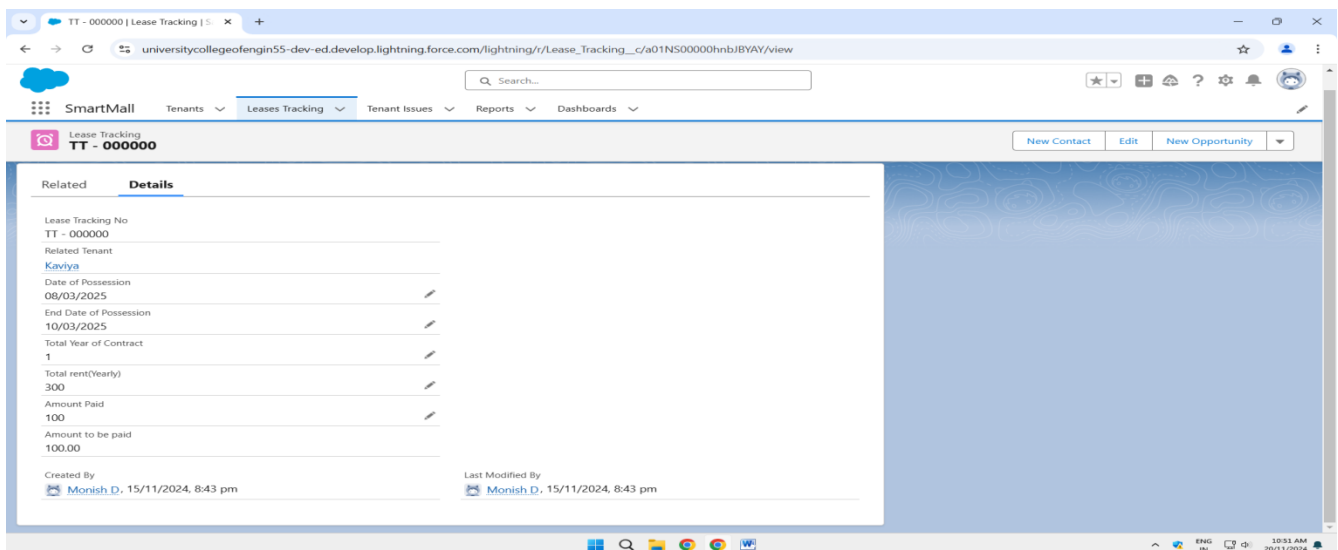 TT - 000000 | Lease Tracking | S
universitycollegeofengin55-dev-ed.develop.lightning.force.com/lightning/r/Lease_Tracking__c/a01NS00000hnbJBYAY/view
Search...
SmartMall Tenants Leases Tracking Tenant Issues Reports Dashboards
Lease Tracking
TT - 000000
New Contact Edit New Opportunity
Related Details
Lease Tracking No
TT - 000000
Related Tenant
Kaviya
Date of Possession
08/03/2025
End Date of Possession
10/03/2025
Total Year of Contract
1
Total rent(Yearly)
300
Amount Paid
100
Amount to be paid
100.00
Created By Last Modified By
Monish D, 15/11/2024, 8:43 pm Monish D, 15/11/2024, 8:43 pm
ENG 10:51 AM
IN 20/11/2024